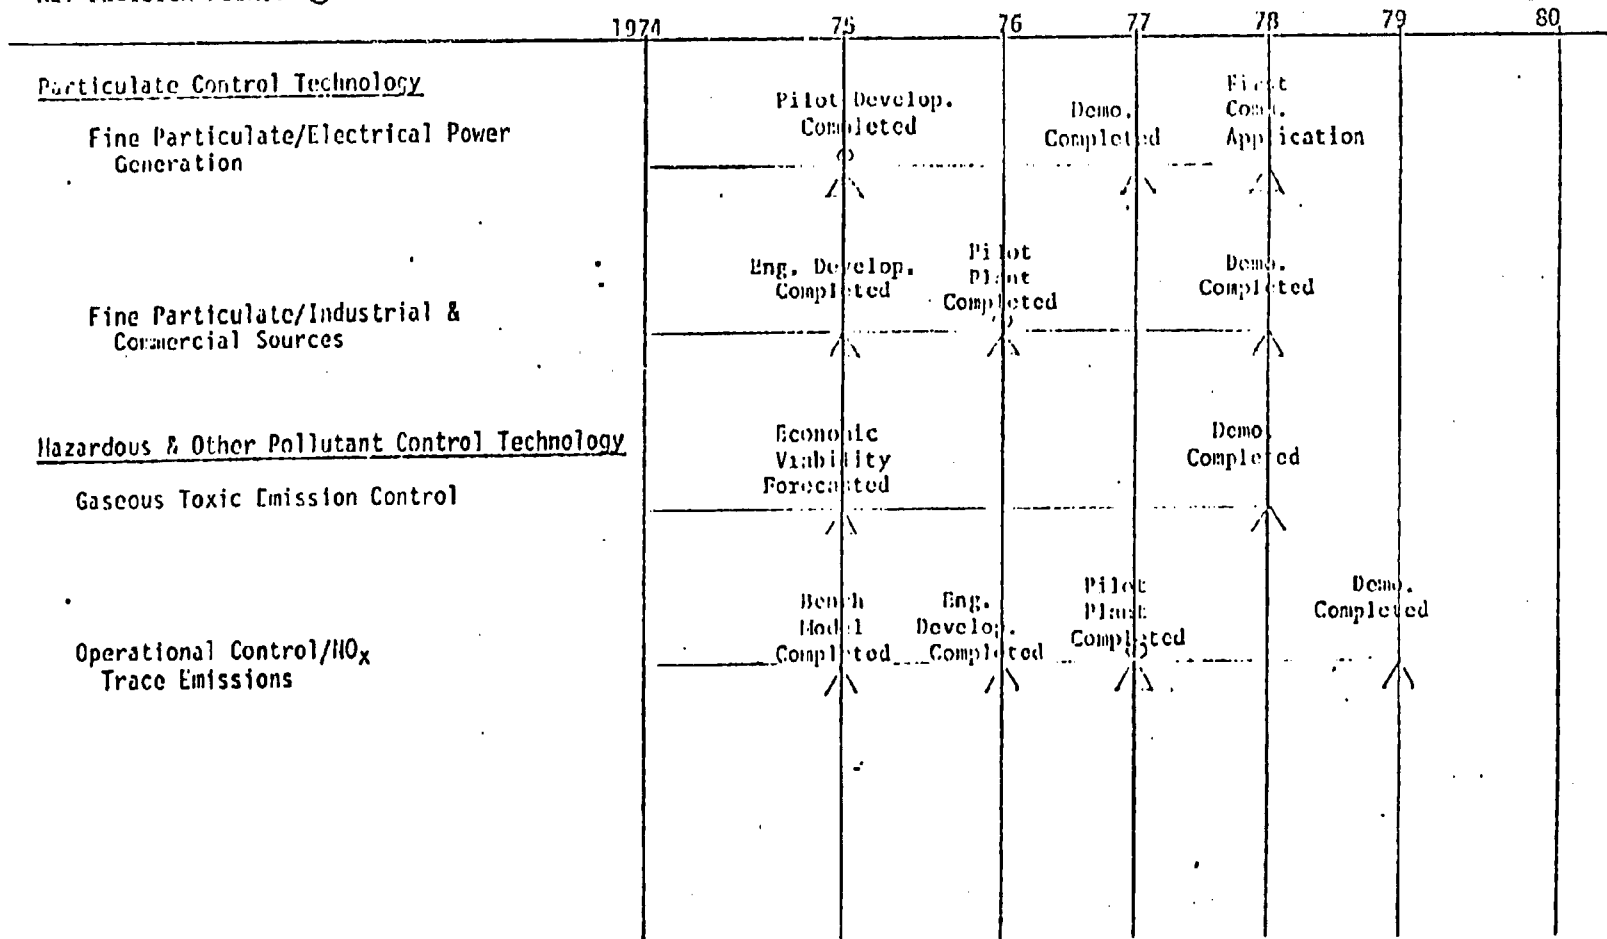 1974 75 76 77 78 79 80
Particulate Control Technology
Fine Particulate/Electrical Power
Generation
Pilot Develop.
Completed
Demo.
Completed
First
Com.
Application
Fine Particulate/Industrial &
Commercial Sources
Eng. Develop.
Completed
Pilot
Plant
Completed
Demo.
Completed
Hazardous & Other Pollutant Control Technology
Gaseous Toxic Emission Control
Economic
Viability
Forecasted
Demo
Completed
Operational Control/NOx
Trace Emissions
Bench
Model
Completed
Eng.
Develop.
Completed
Pilot
Plant
Completed
Demo.
Completed